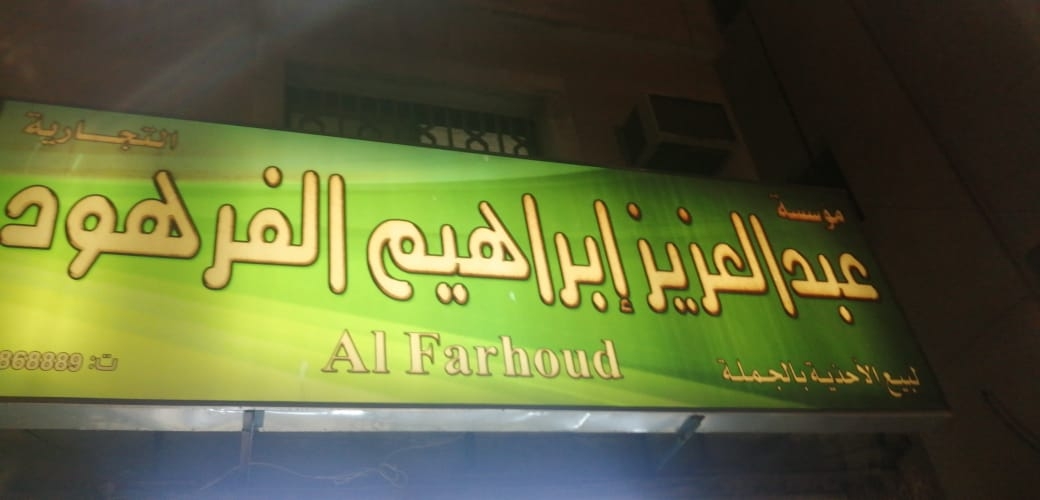 مؤسسة
عبدالعزيز إبراهيم الفرهود
التجارية
Al Farhoud
لبيع الأحذية بالجملة
ت: 868889